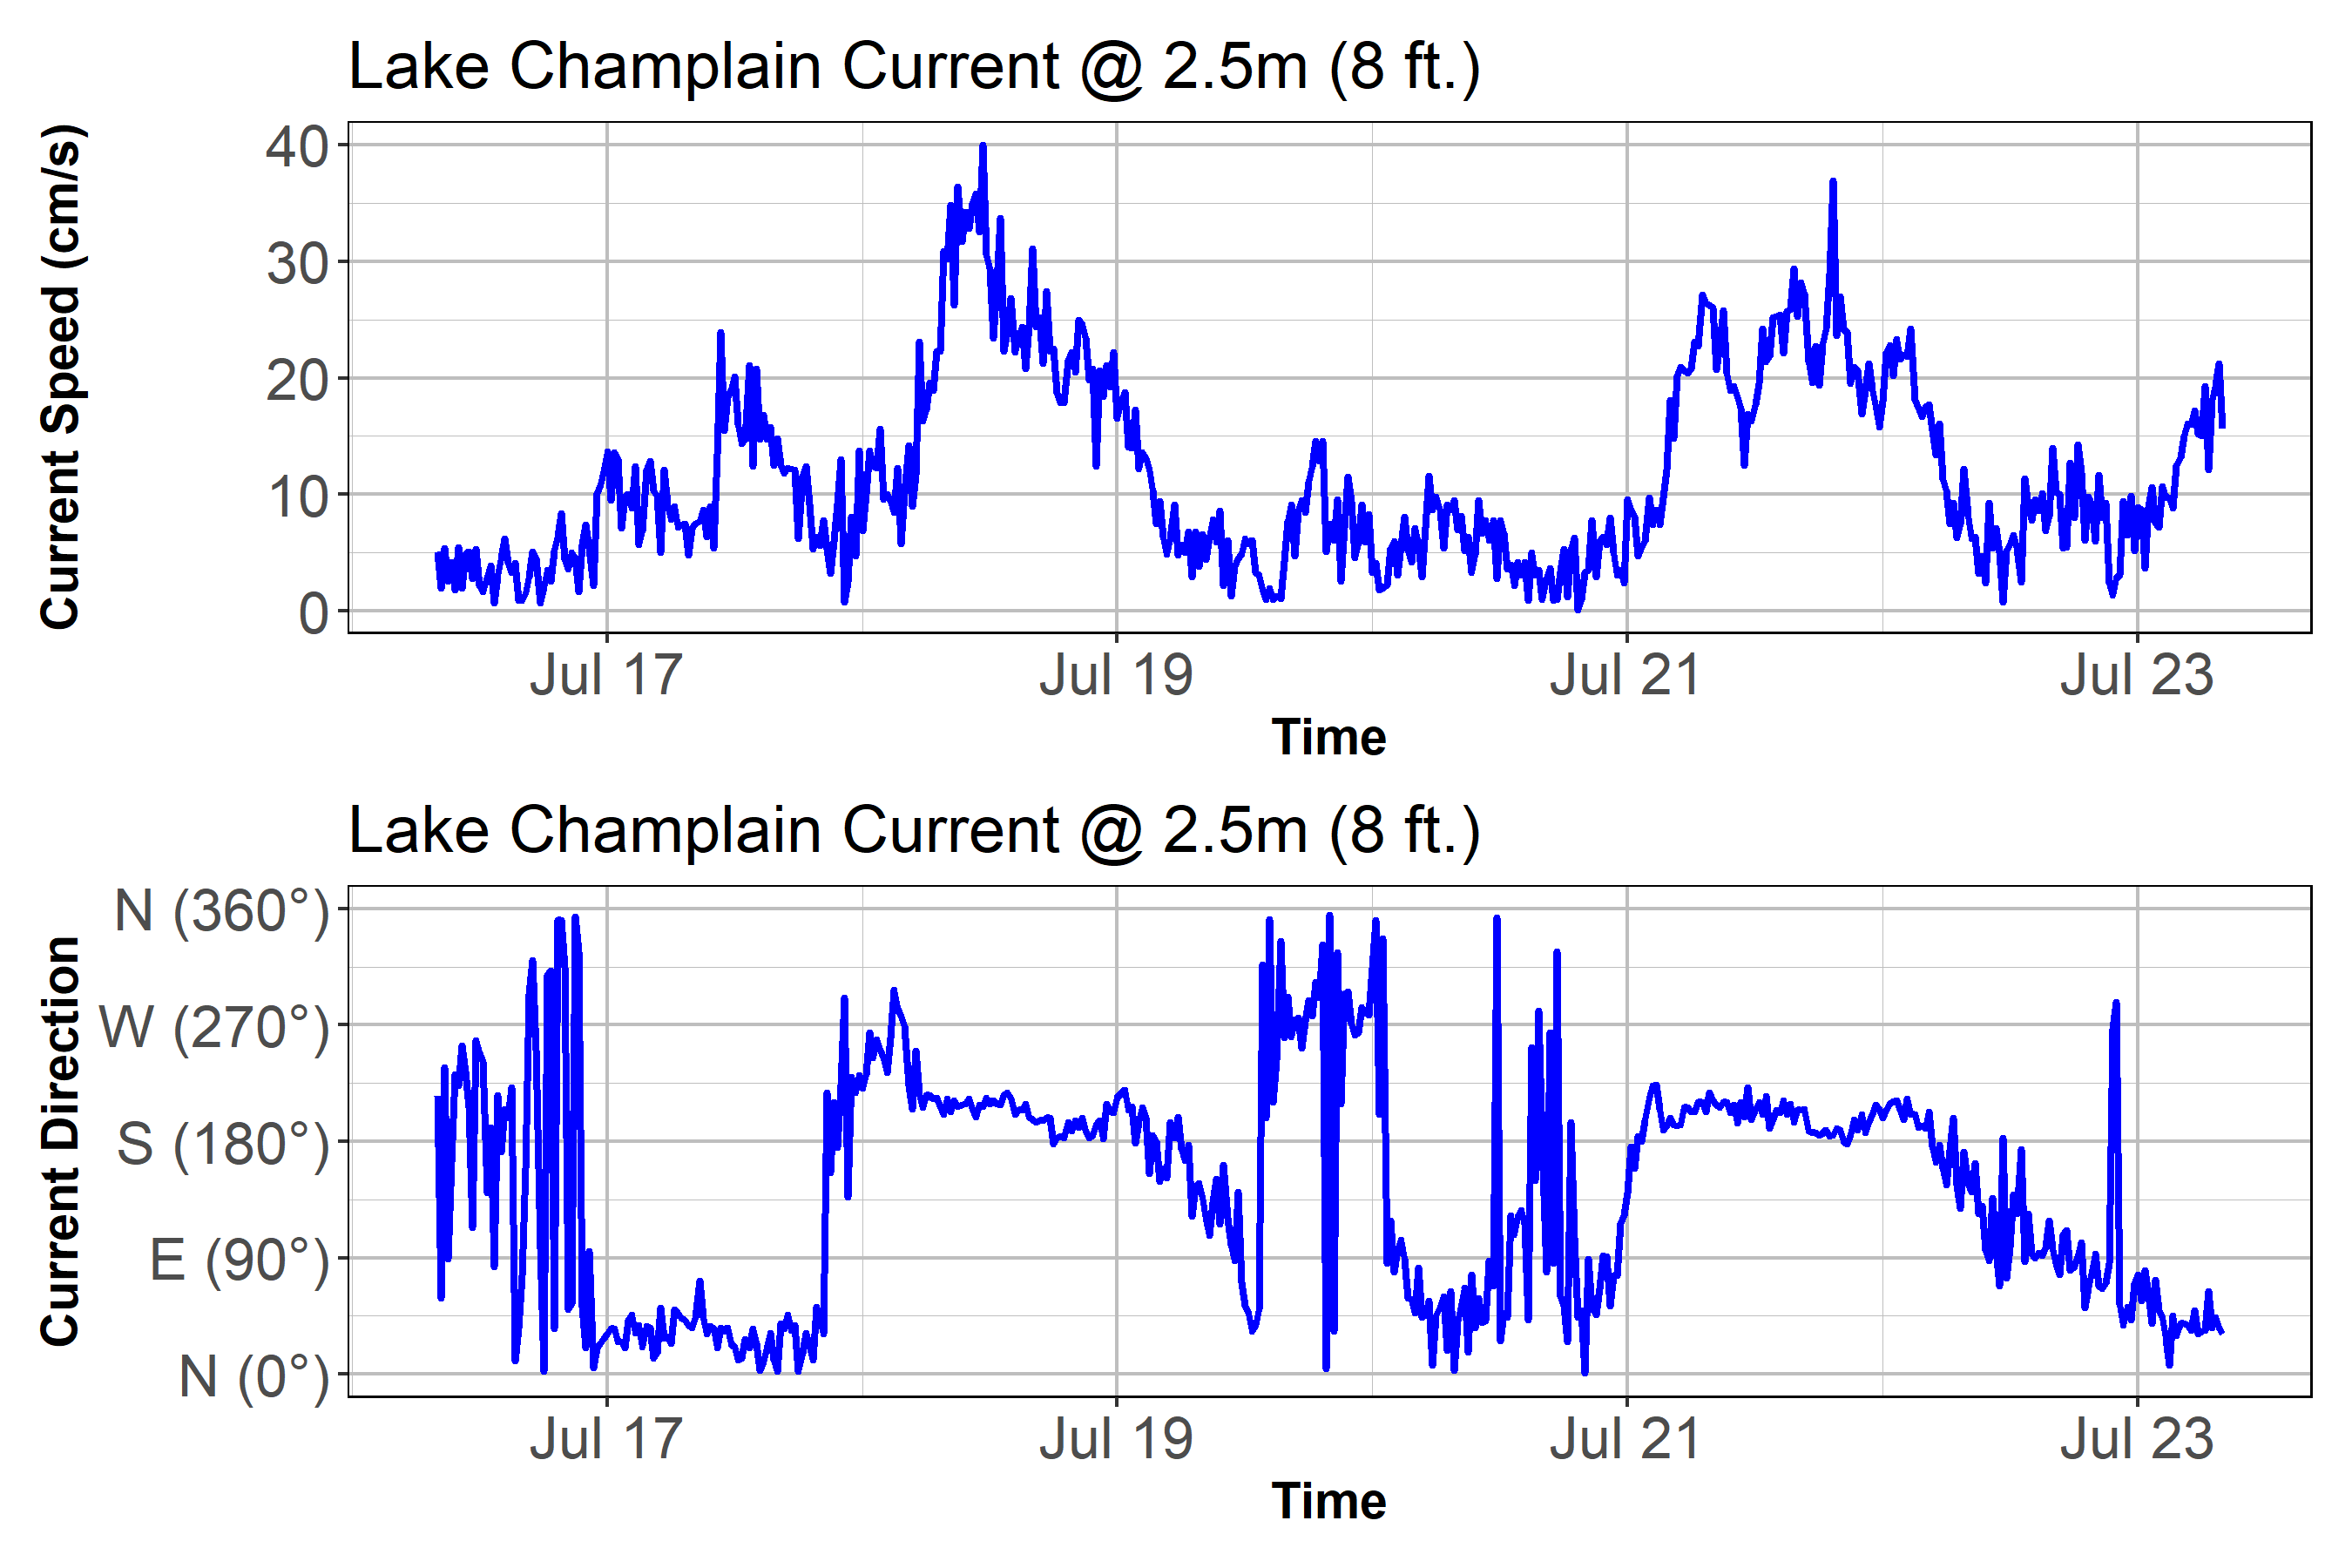 Lake Champlain Current @ 2.5m (8 ft.)
Current Speed (cm/s)
40
30
20
10
0
Jul 17
Jul 19
Jul 21
Jul 23
Time
Lake Champlain Current @ 2.5m (8 ft.)
Current Direction
N (360°)
W (270°)
S (180°)
E (90°)
N (0°)
Jul 17
Jul 19
Jul 21
Jul 23
Time